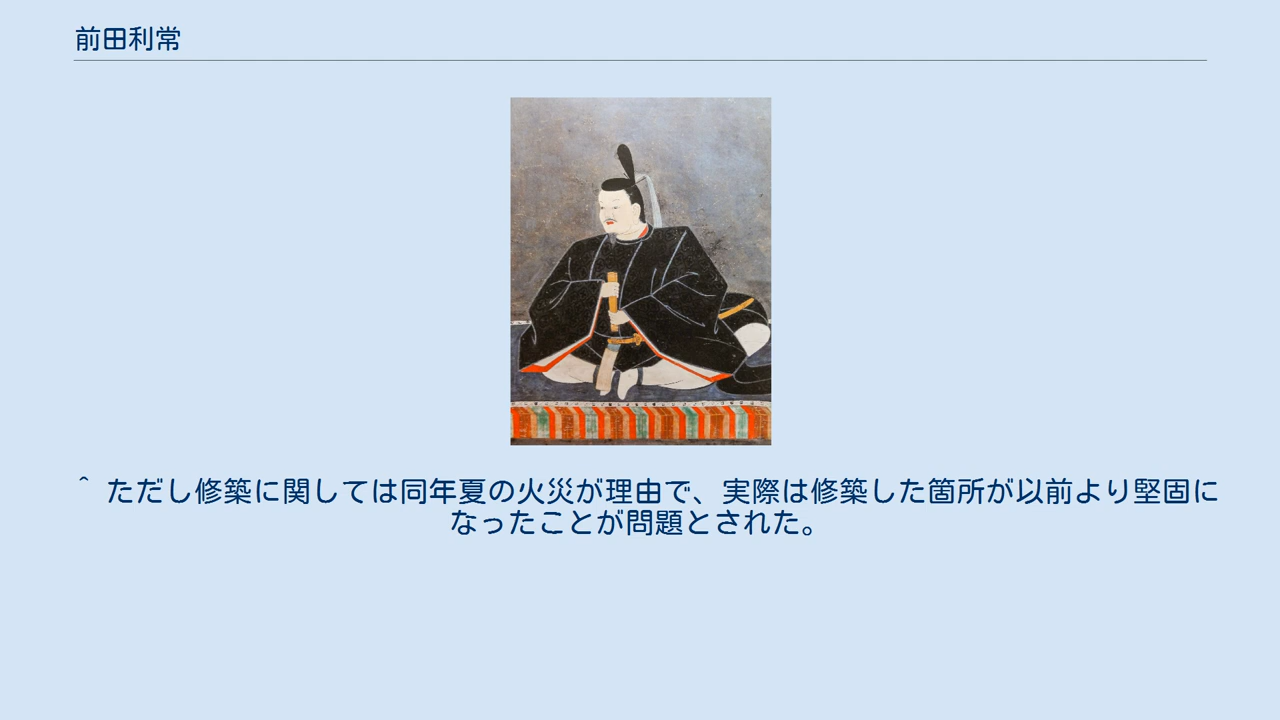 前田利常
^ ただし修築に関しては同年夏の火災が理由で、実際は修築した箇所が以前より堅固に
なったことが問題とされた。